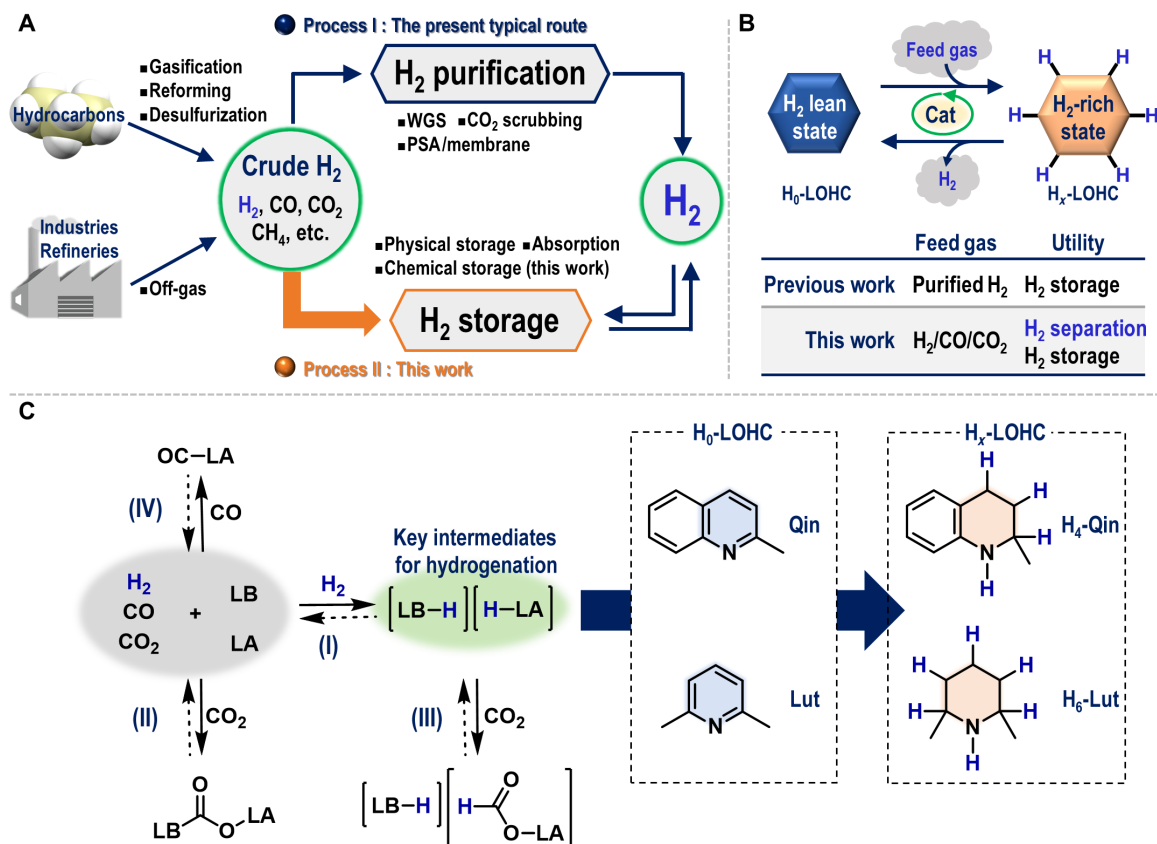 A
Process I : The present typical route
Hydrocarbons
▪Gasification
▪Reforming
▪Desulfurization
H₂ purification
▪WGS ▪CO₂ scrubbing
▪PSA/membrane
Crude H₂
H₂, CO, CO₂
CH₄, etc.
H₂
Industries
Refineries
▪Off-gas
▪Physical storage ▪Absorption
▪Chemical storage (this work)
H₂ storage
Process II : This work
B
Feed gas
H₂ lean
state
Cat
H₂
H₀-LOHC
H
H
H
H
H
H
H₂-rich
state
Hₓ-LOHC
Feed gas Utility
Previous work Purified H₂ H₂ storage
This work H₂/CO/CO₂ H₂ separation
H₂ storage
C
OC–LA
(IV)
CO
H₂
CO
CO₂
+
LB
LA
H₂
(I)
Key intermediates
for hydrogenation
[LB–H][H–LA]
(II)
CO₂
O
LB
O
LA
(III)
CO₂
[LB–H]
H
O
O–LA
H₀-LOHC
N
Qin
N
Lut
Hₓ-LOHC
H
H
H
N
H
H₄-Qin
H
H
H
H
H
N
H
H₆-Lut